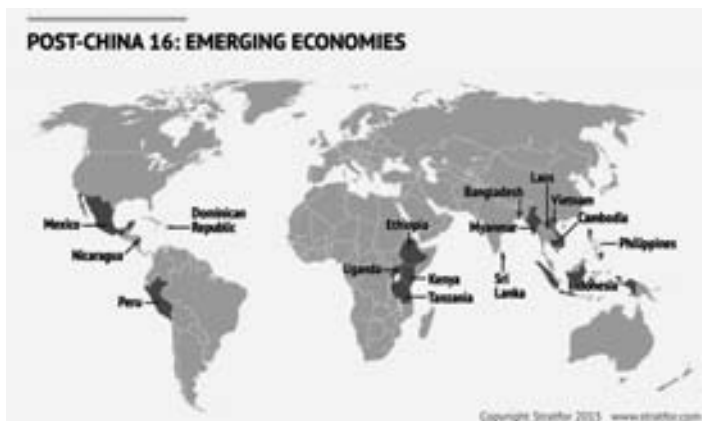 POST-CHINA 16: EMERGING ECONOMIES
Mexico
Dominican
Republic
Nicaragua
Peru
Ethiopia
Uganda
Kenya
Tanzania
Bangladesh
Laos
Vietnam
Myanmar
Cambodia
Philippines
Sri
Lanka
Indonesia
Copyright Stratfor 2013 www.stratfor.com